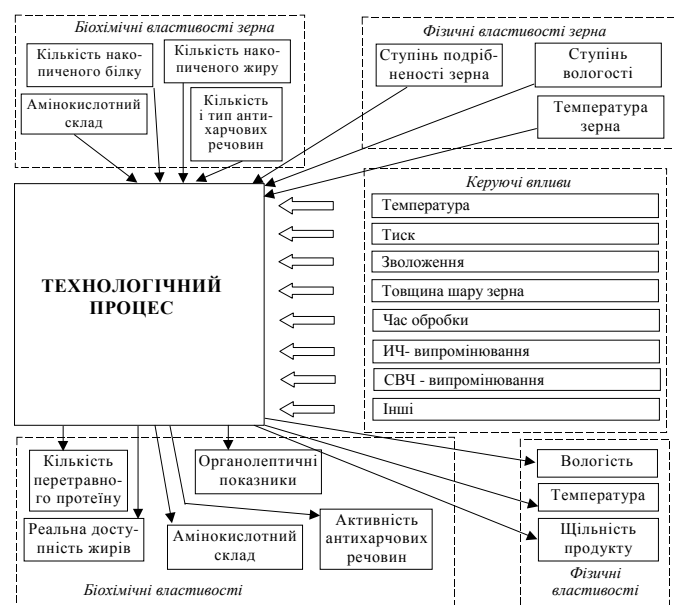 Біохімічні властивості зерна
Кількість нако-
пиченого білку
Кількість нако-
пиченого жиру
Амінокислотний
склад
Кількість
і тип анти-
харчових
речовин
Фізичні властивості зерна
Ступінь подріб-
неності зерна
Ступінь
вологості
Температура
зерна
ТЕХНОЛОГІЧНИЙ
ПРОЦЕС
Керуючі впливи
Температура
Тиск
Зволоження
Товщина шару зерна
Час обробки
ИЧ- випромінювання
СВЧ - випромінювання
Інші
Кількість
перетравно-
го протеїну
Органолептичні
показники
Реальна досту-
пність жирів
Амінокислотний
склад
Активність
антихарчових
речовин
Біохімічні властивості
Вологість
Температура
Щільність
продукту
Фізичні
властивості